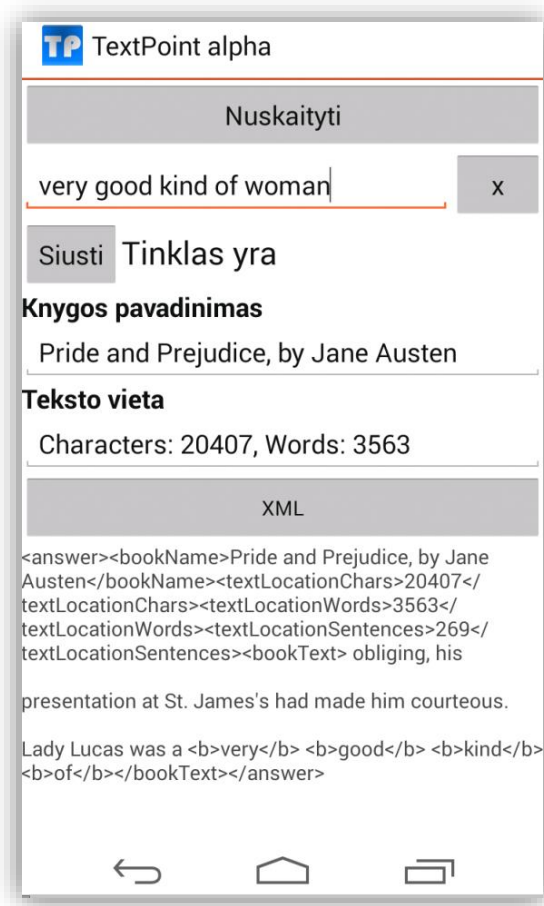 TP TextPoint alpha
Nuskaityti
very good kind of woman x
Siusti Tinklas yra
Knygos pavadinimas
Pride and Prejudice, by Jane Austen
Teksto vieta
Characters: 20407, Words: 3563
XML
<answer><bookName>Pride and Prejudice, by Jane
Austen</bookName><textLocationChars>20407</
textLocationChars><textLocationWords>3563</
textLocationWords><textLocationSentences>269</
textLocationSentences><bookText> obliging, his
presentation at St. James's had made him courteous.
Lady Lucas was a <b>very</b> <b>good</b> <b>kind</b>
<b>of</b></bookText></answer>